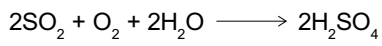 2SO₂ + O₂ + 2H₂O ⟶ 2H₂SO₄